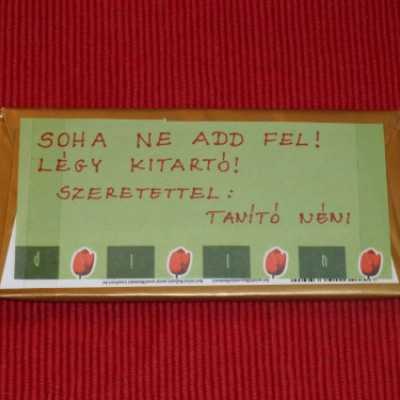 SOHA NE ADD FEL!
LÉGY KITARTÓ!
SZERETETTEL:
TANÍTÓ NÉNI